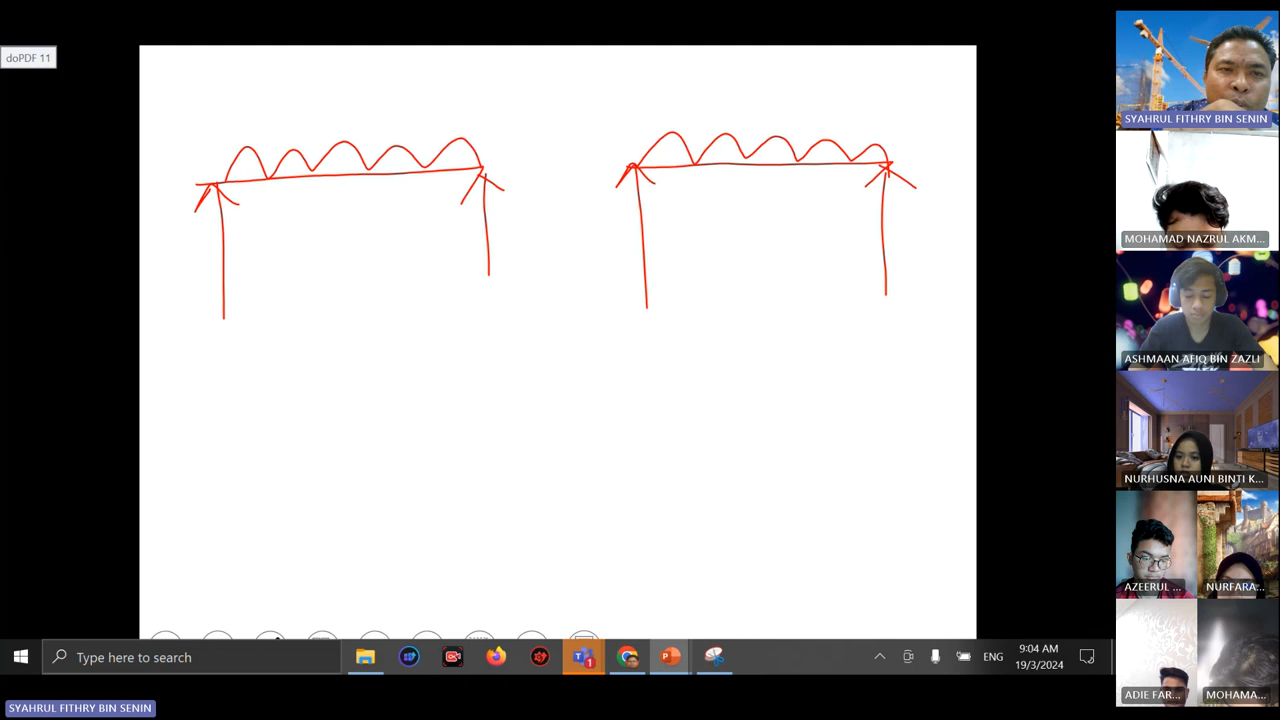 doPDF 11
SYAHRUL FITHRY BIN SENIN
MOHAMAD NAZRUL AKM...
ASHMAAN AFIQ BIN ZAZLI
NURHUSNA AUNI BINTI K...
AZEERUL ...
NURFARA...
ADIE FAR...
MOHAMA...
Type here to search
1
ENG
9:04 AM
19/3/2024
SYAHRUL FITHRY BIN SENIN